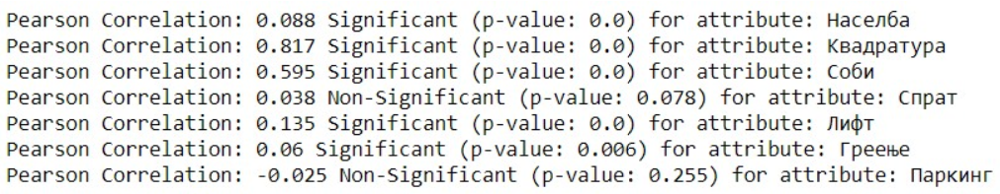 Pearson Correlation: 0.088 Significant (p-value: 0.0) for attribute: Населба
Pearson Correlation: 0.817 Significant (p-value: 0.0) for attribute: Квадратура
Pearson Correlation: 0.595 Significant (p-value: 0.0) for attribute: Соби
Pearson Correlation: 0.038 Non-Significant (p-value: 0.078) for attribute: Спрат
Pearson Correlation: 0.135 Significant (p-value: 0.0) for attribute: Лифт
Pearson Correlation: 0.06 Significant (p-value: 0.006) for attribute: Греење
Pearson Correlation: -0.025 Non-Significant (p-value: 0.255) for attribute: Паркинг